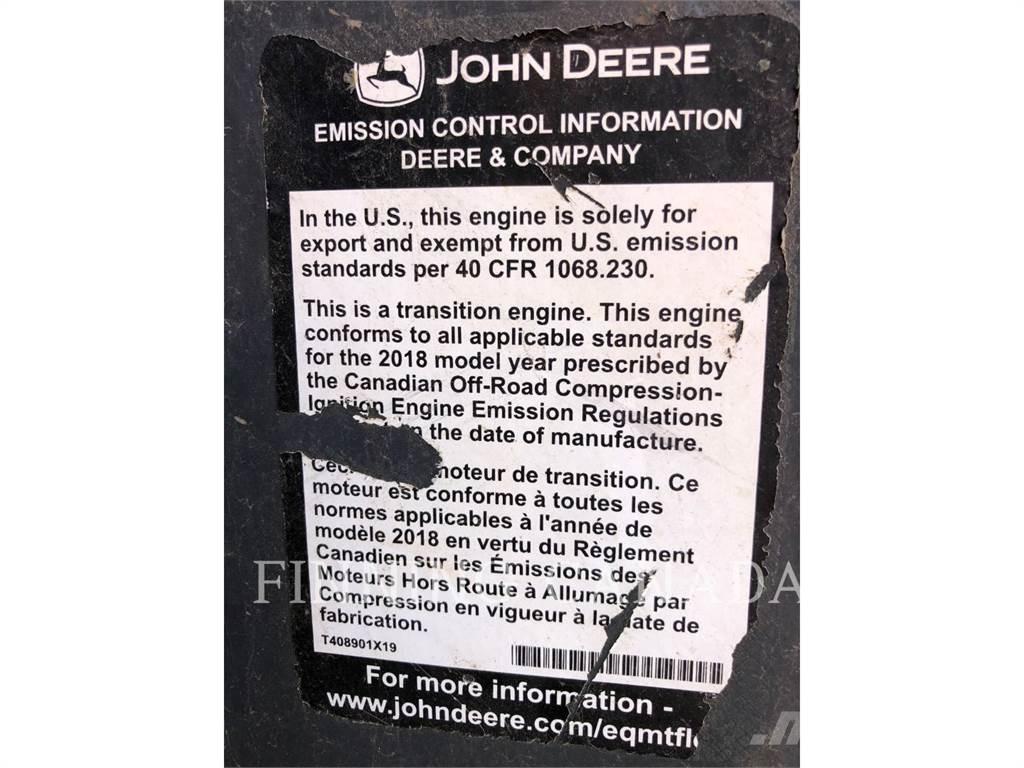 JOHN DEERE
EMISSION CONTROL INFORMATION
DEERE & COMPANY
In the U.S., this engine is solely for
export and exempt from U.S. emission
standards per 40 CFR 1068.230.
This is a transition engine. This engine
conforms to all applicable standards
for the 2018 model year prescribed by
the Canadian Off-Road Compression-
Ignition Engine Emission Regulations
the date of manufacture.
moteur de transition. Ce
moteur est conforme à toutes les
normes applicables à l'année de
modèle 2018 en vertu du Règlement
Canadien sur les Émissions des
Moteurs Hors Route à Allumage par
Compression en vigueur à la date de
fabrication.
T408901X19
For more information -
www.johndeere.com/eqmtfl
FINNING CANADA